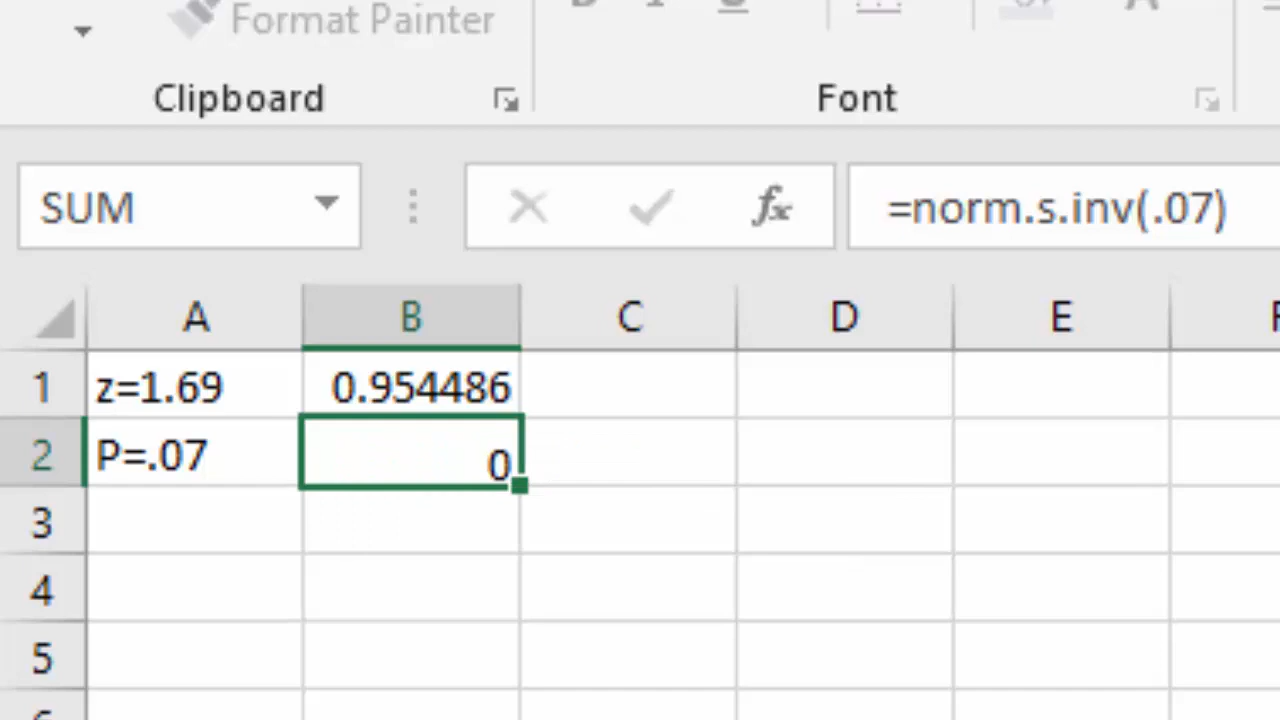 Format Painter
Clipboard
Font
SUM
fx
=norm.s.inv(.07)
A B C D E
1 z=1.69 0.954486
2 P=.07 0
3
4
5